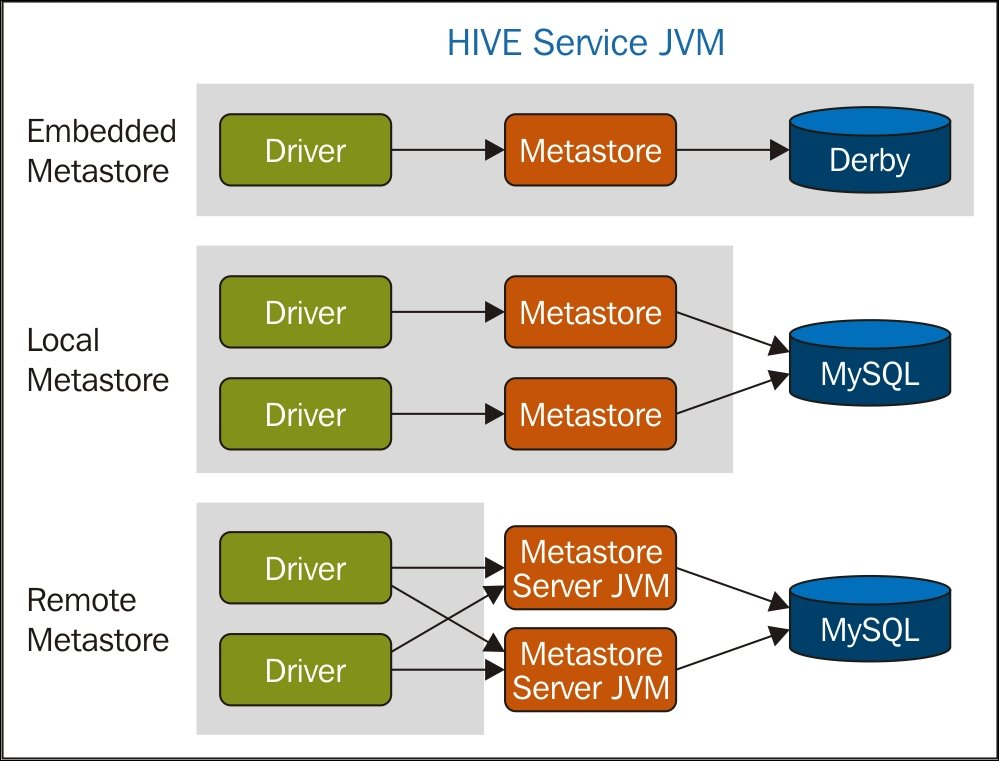 HIVE Service JVM
Embedded
Metastore
Driver
Metastore
Derby
Local
Metastore
Driver
Metastore
Driver
Metastore
MySQL
Remote
Metastore
Driver
Metastore
Server JVM
Driver
Metastore
Server JVM
MySQL